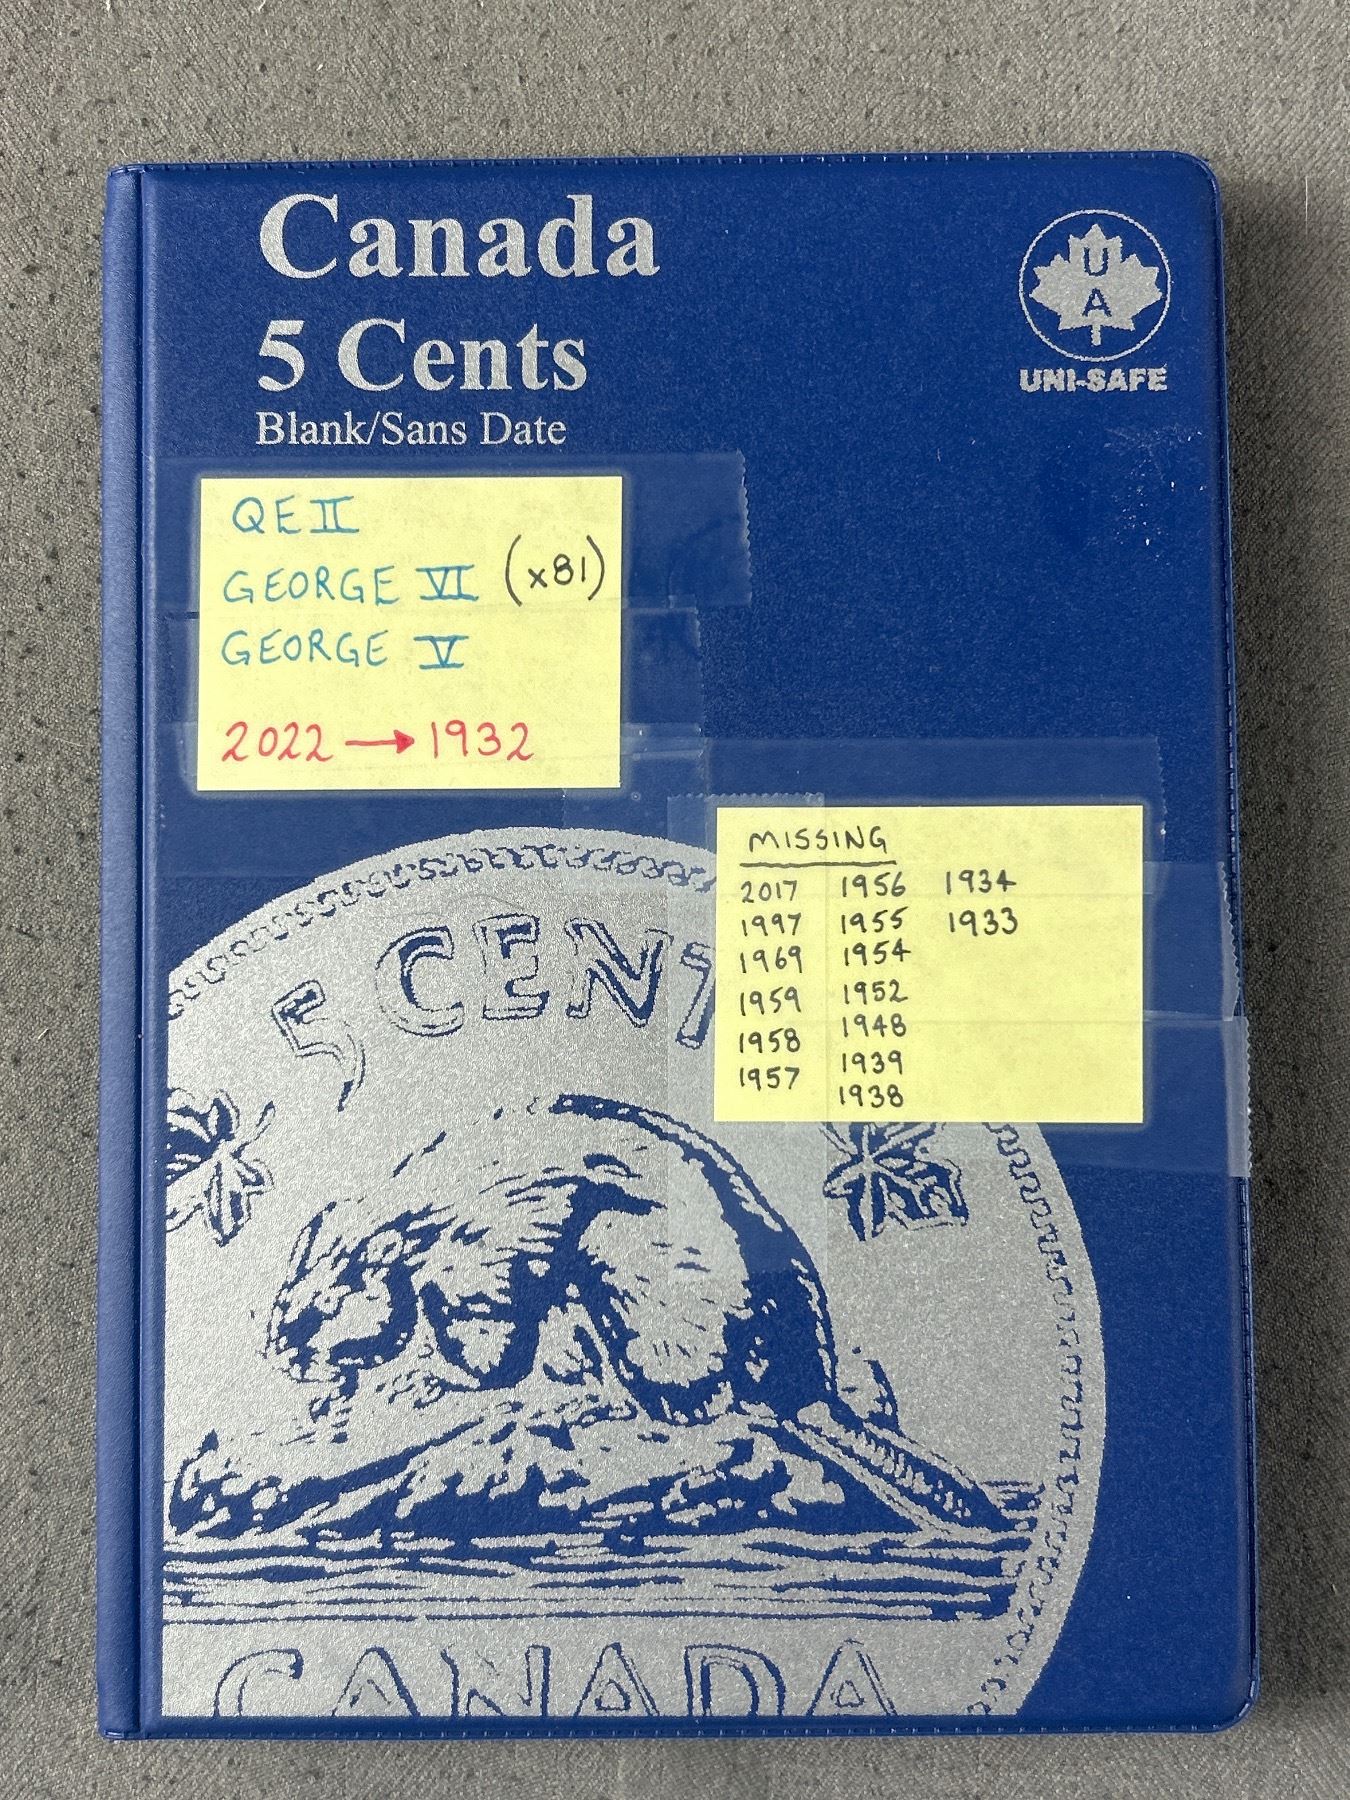 Canada
5 Cents
Blank/Sans Date
U
A
UNI-SAFE
QE II
GEORGE VI (x81)
GEORGE V
2022 → 1932
MISSING
2017 1956 1934
1997 1955 1933
1969 1954
1959 1952
1958 1948
1957 1939
1938
5 CENT
CANADA